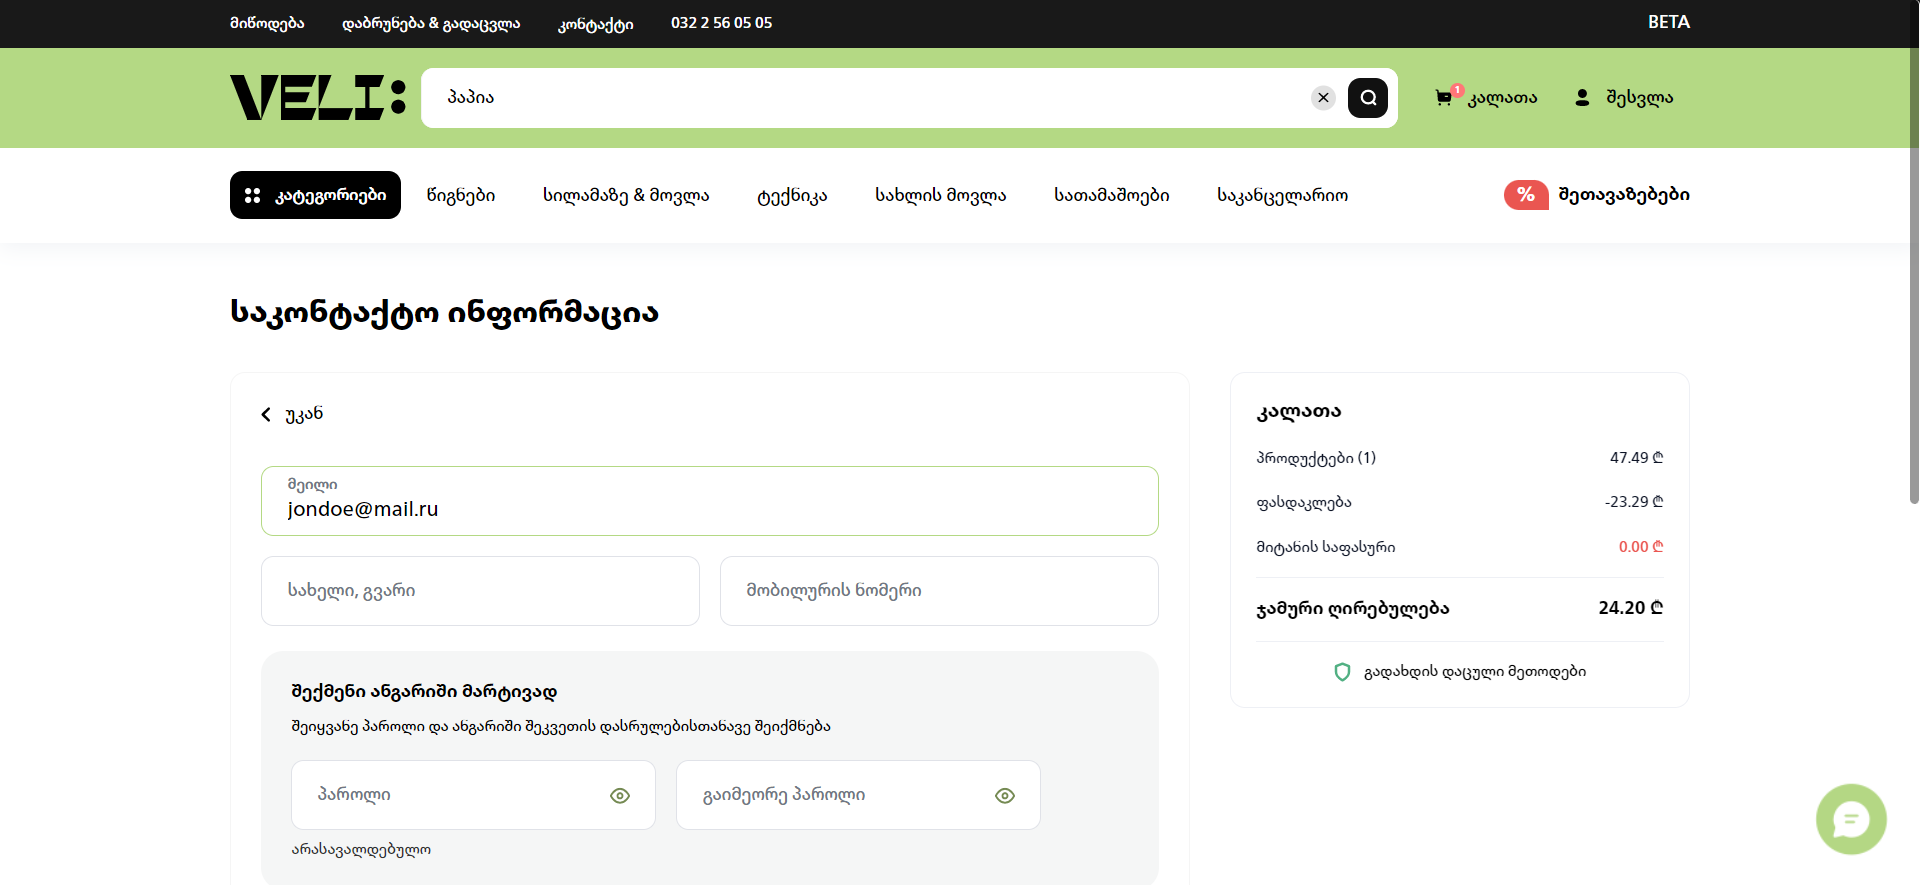 მიწოდება დაბრუნება & გადაცვლა კონტაქტი 032 2 56 05 05 BETA
VELI: პაპია 1 კალათა შესვლა
კატეგორიები წიგნები სილამაზე & მოვლა ტექნიკა სახლის მოვლა სათამაშოები საკანცელარიო % შეთავაზებები
საკონტაქტო ინფორმაცია
უკან
მეილი
jondoe@mail.ru
სახელი, გვარი მობილურის ნომერი
შექმენი ანგარიში მარტივად
შეიყვანე პაროლი და ანგარიში შეკვეთის დასრულებისთანავე შეიქმნება
პაროლი გაიმეორე პაროლი
არასავალდებულო
კალათა
პროდუქტები (1) 47.49 ₾
ფასდაკლება -23.29 ₾
მიტანის საფასური 0.00 ₾
ჯამური ღირებულება 24.20 ₾
გადახდის დაცული მეთოდები